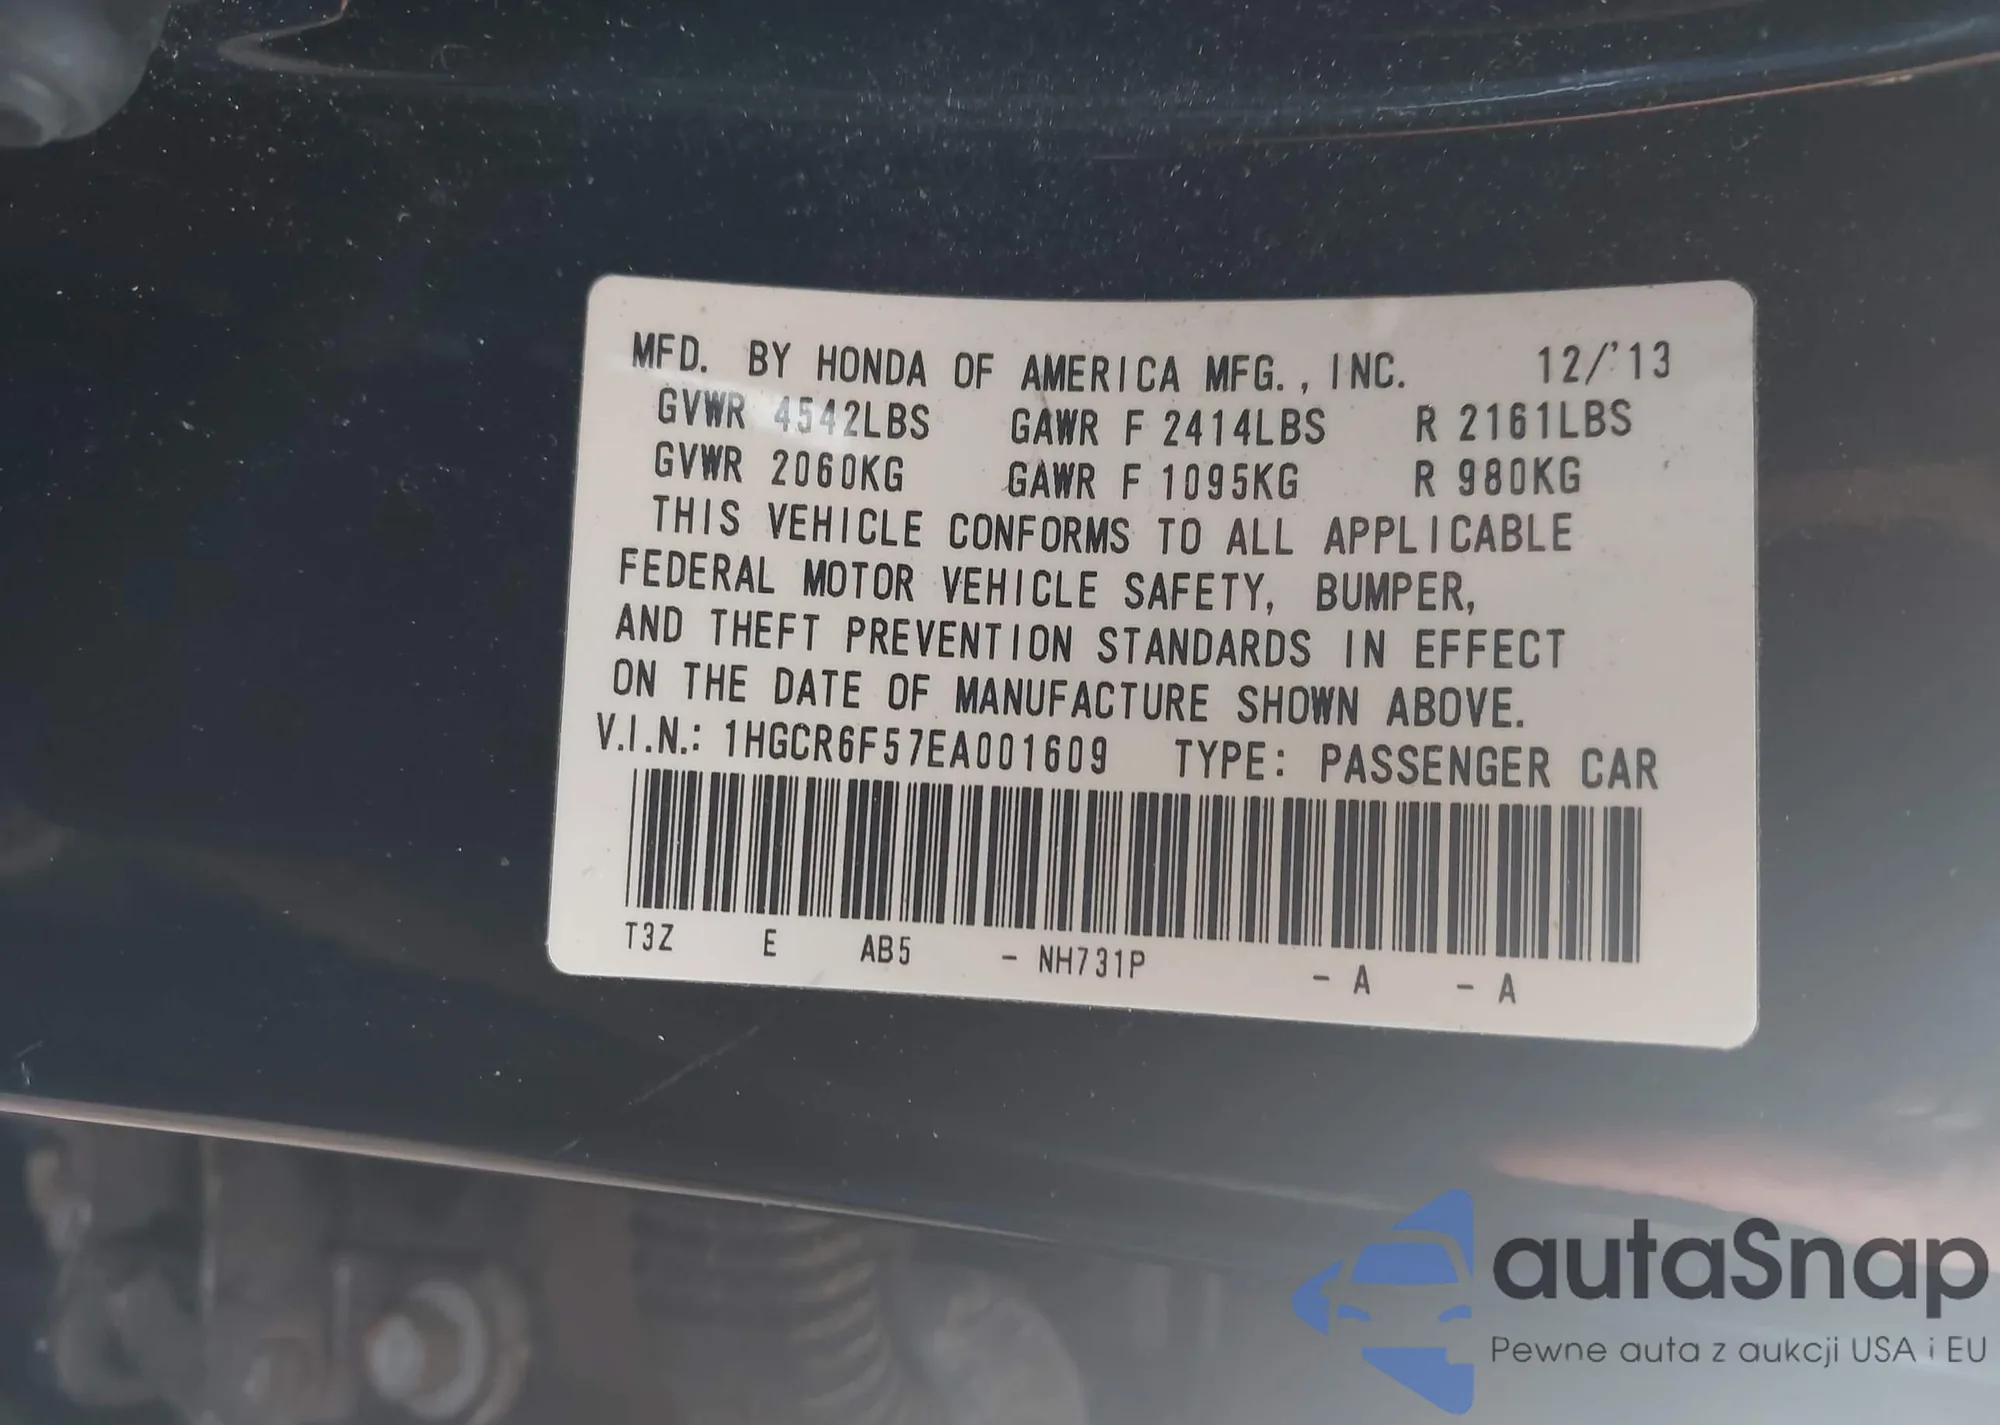 MFD. BY HONDA OF AMERICA MFG., INC. 12/'13
GVWR 4542LBS GAWR F 2414LBS R 2161LBS
GVWR 2060KG GAWR F 1095KG R 980KG
THIS VEHICLE CONFORMS TO ALL APPLICABLE
FEDERAL MOTOR VEHICLE SAFETY, BUMPER,
AND THEFT PREVENTION STANDARDS IN EFFECT
ON THE DATE OF MANUFACTURE SHOWN ABOVE.
V.I.N.: 1HGCR6F57EA001609 TYPE: PASSENGER CAR
T3Z E AB5 - NH731P - A - A
autaSnap
Pewne auta z aukcji USA i EU